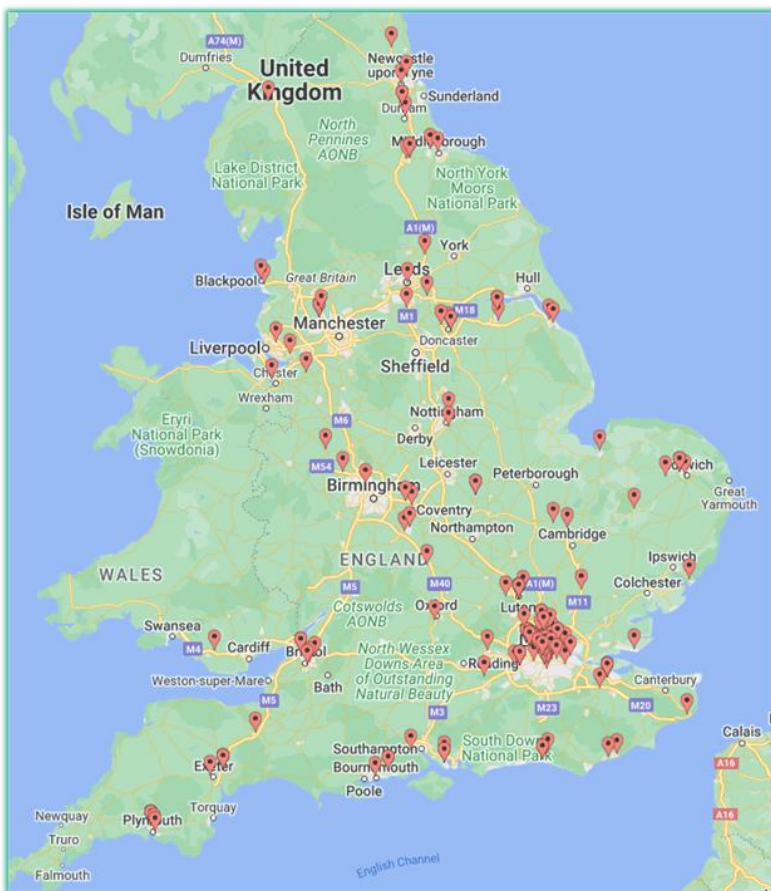 A74(M)
Dumfries
United
Kingdom
Newcastle
upon Tyne
Sunderland
Durham
North
Pennines
AONB
Middlesbrough
Lake District
National Park
North York
Moors
National Park
Isle of Man
A1(M)
York
Blackpool
Great Britain
Leeds
Hull
M1
M18
Manchester
Doncaster
Liverpool
Sheffield
Chester
Wrexham
Eryri
National Park
(Snowdonia)
M6
Nottingham
Derby
M54
Leicester
Peterborough
Norwich
Great
Yarmouth
Birmingham
Coventry
Northampton
Cambridge
ENGLAND
Ipswich
WALES
M5
M40
A1(M)
Colchester
Cotswolds
AONB
Oxford
Luton
M11
Swansea
M4
Cardiff
Bristol
North Wessex
Downs Area
of Outstanding
Natural Beauty
Reading
Weston-super-Mare
Bath
Canterbury
M5
M3
M23
M20
Southampton
South Downs
National Park
Calais
A16
Exeter
Bournemouth
Poole
Torquay
Newquay
Plymouth
A16
Truro
Falmouth
English Channel